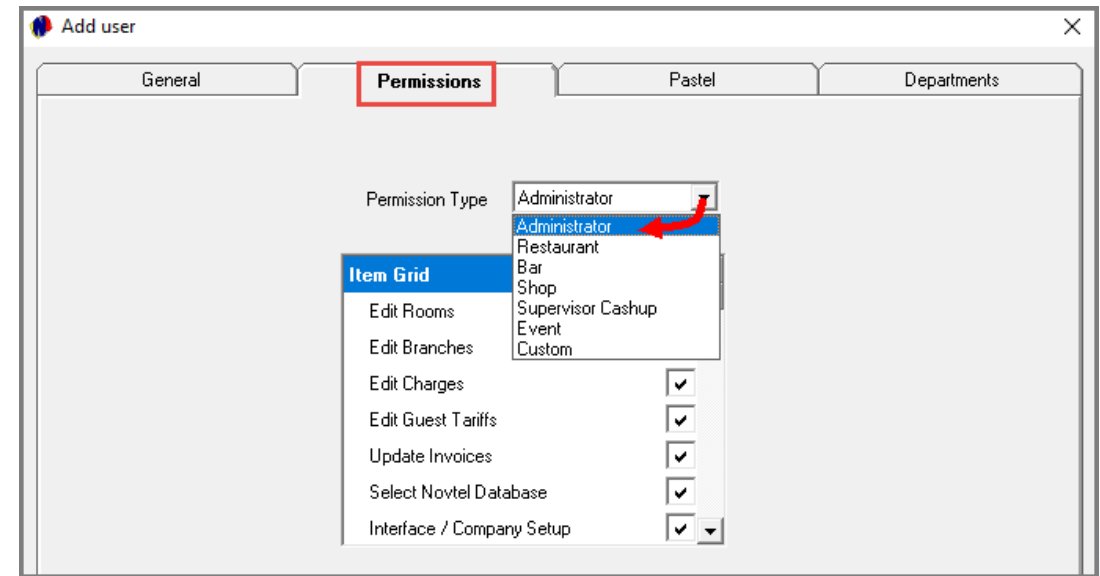 Add user
General
Permissions
Pastel
Departments
Permission Type
Administrator
Administrator
Restaurant
Bar
Shop
Supervisor Cashup
Event
Custom
Item Grid
Edit Rooms
Edit Branches
Edit Charges
Edit Guest Tariffs
Update Invoices
Select Novtel Database
Interface / Company Setup